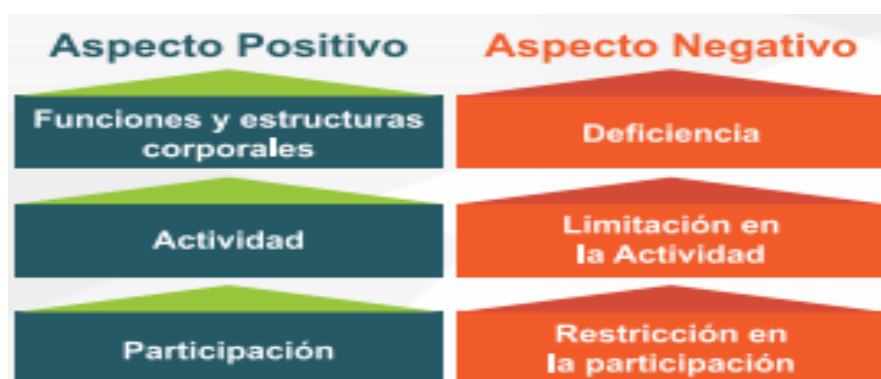 Aspecto Positivo
Aspecto Negativo
Funciones y estructuras
corporales
Deficiencia
Actividad
Limitación en
la Actividad
Participación
Restricción en
la participación